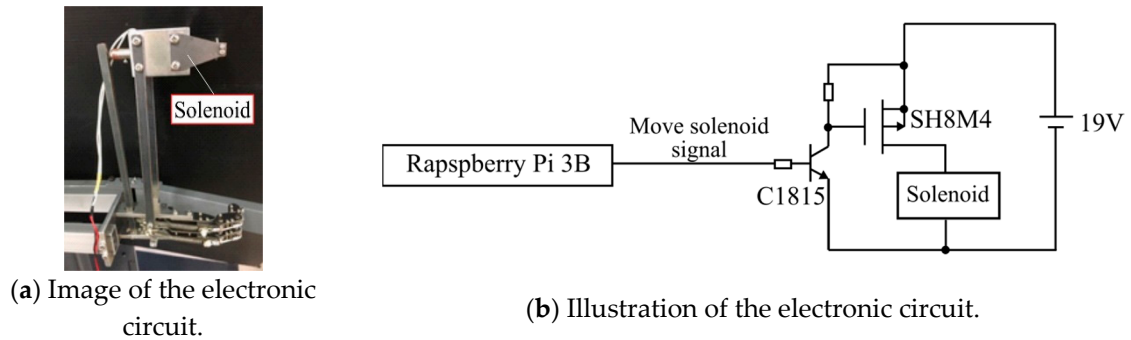 Solenoid
(a) Image of the electronic
circuit.
Rapspberry Pi 3B
Move solenoid
signal
C1815
SH8M4
Solenoid
19V
(b) Illustration of the electronic circuit.